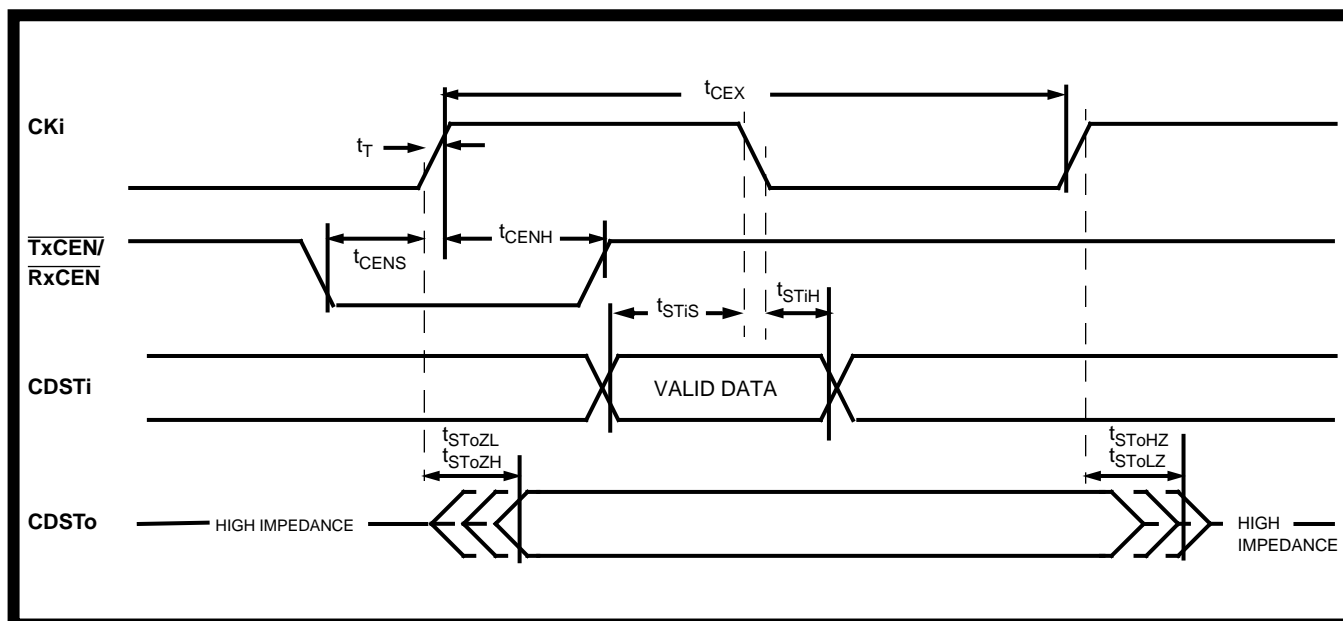 tCEX
CKi
tT
TxCEN/
RxCEN
tCENS
tCENH
tSTiS
tSTiH
CDSTi
VALID DATA
tSToZL
tSToZH
tSToHZ
tSToLZ
CDSTo
HIGH IMPEDANCE
HIGH
IMPEDANCE